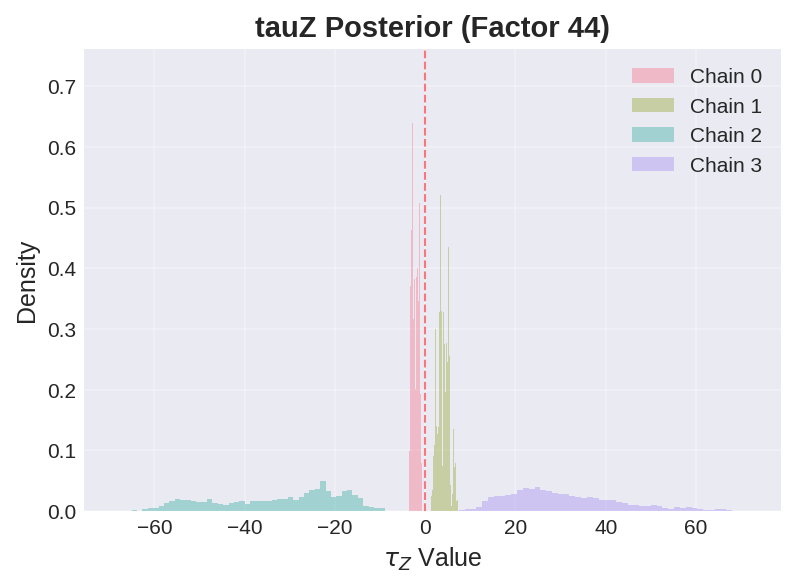 tauZ Posterior (Factor 44)
Chain 0
Chain 1
Chain 2
Chain 3
Density
0.7
0.6
0.5
0.4
0.3
0.2
0.1
0.0
−60
−40
−20
0
20
40
60
τZ Value